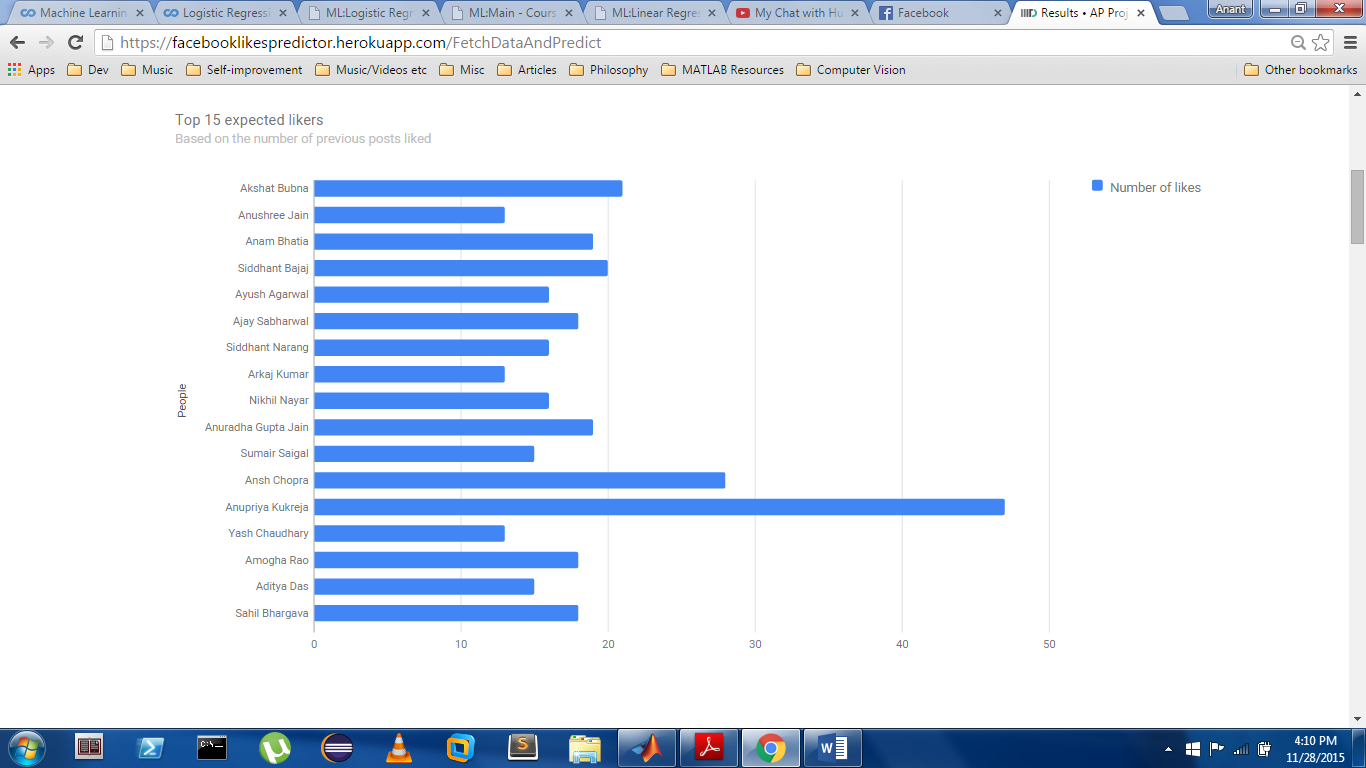 Machine Learnin
Logistic Regressi
ML:Logistic Regr
ML:Main - Cours
ML:Linear Regres
My Chat with Hu
Facebook
Results • AP Proj
Anant
https://facebooklikespredictor.herokuapp.com/FetchDataAndPredict
Apps Dev Music Self-improvement Music/Videos etc Misc Articles Philosophy MATLAB Resources Computer Vision Other bookmarks
Top 15 expected likers
Based on the number of previous posts liked
Number of likes
People
Akshat Bubna
Anushree Jain
Anam Bhatia
Siddhant Bajaj
Ayush Agarwal
Ajay Sabharwal
Siddhant Narang
Arkaj Kumar
Nikhil Nayar
Anuradha Gupta Jain
Sumair Saigal
Ansh Chopra
Anupriya Kukreja
Yash Chaudhary
Amogha Rao
Aditya Das
Sahil Bhargava
0 10 20 30 40 50
4:10 PM
11/28/2015